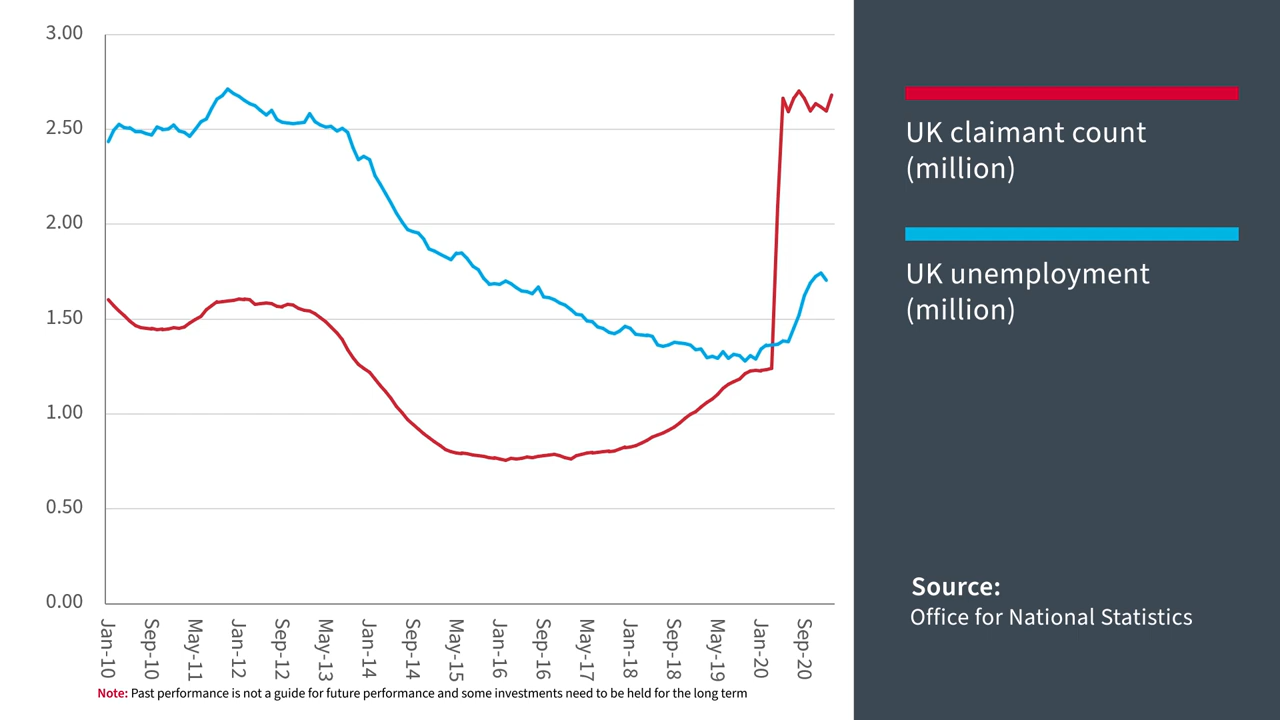 3.00
2.50
2.00
1.50
1.00
0.50
0.00
Jan-10
Sep-10
May-11
Jan-12
Sep-12
May-13
Jan-14
Sep-14
May-15
Jan-16
Sep-16
May-17
Jan-18
Sep-18
May-19
Jan-20
Sep-20
Note: Past performance is not a guide for future performance and some investments need to be held for the long term
UK claimant count
(million)
UK unemployment
(million)
Source:
Office for National Statistics